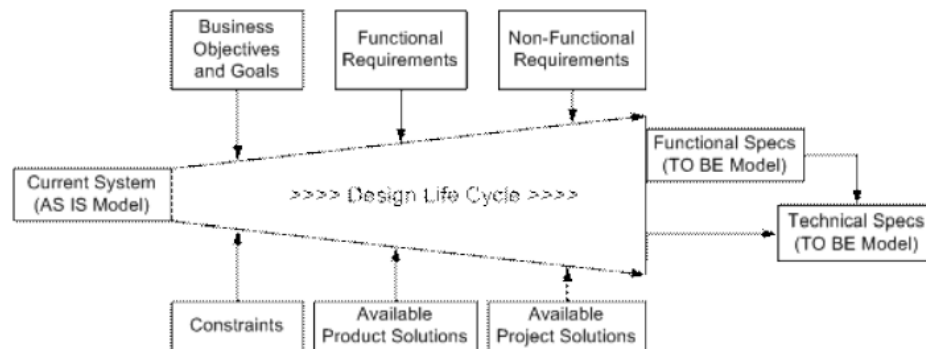 Business
Objectives
and Goals
Functional
Requirements
Non-Functional
Requirements
Current System
(AS IS Model)
>>>> Design Life Cycle >>>>
Functional Specs
(TO BE Model)
Technical Specs
(TO BE Model)
Constraints
Available
Product Solutions
Available
Project Solutions